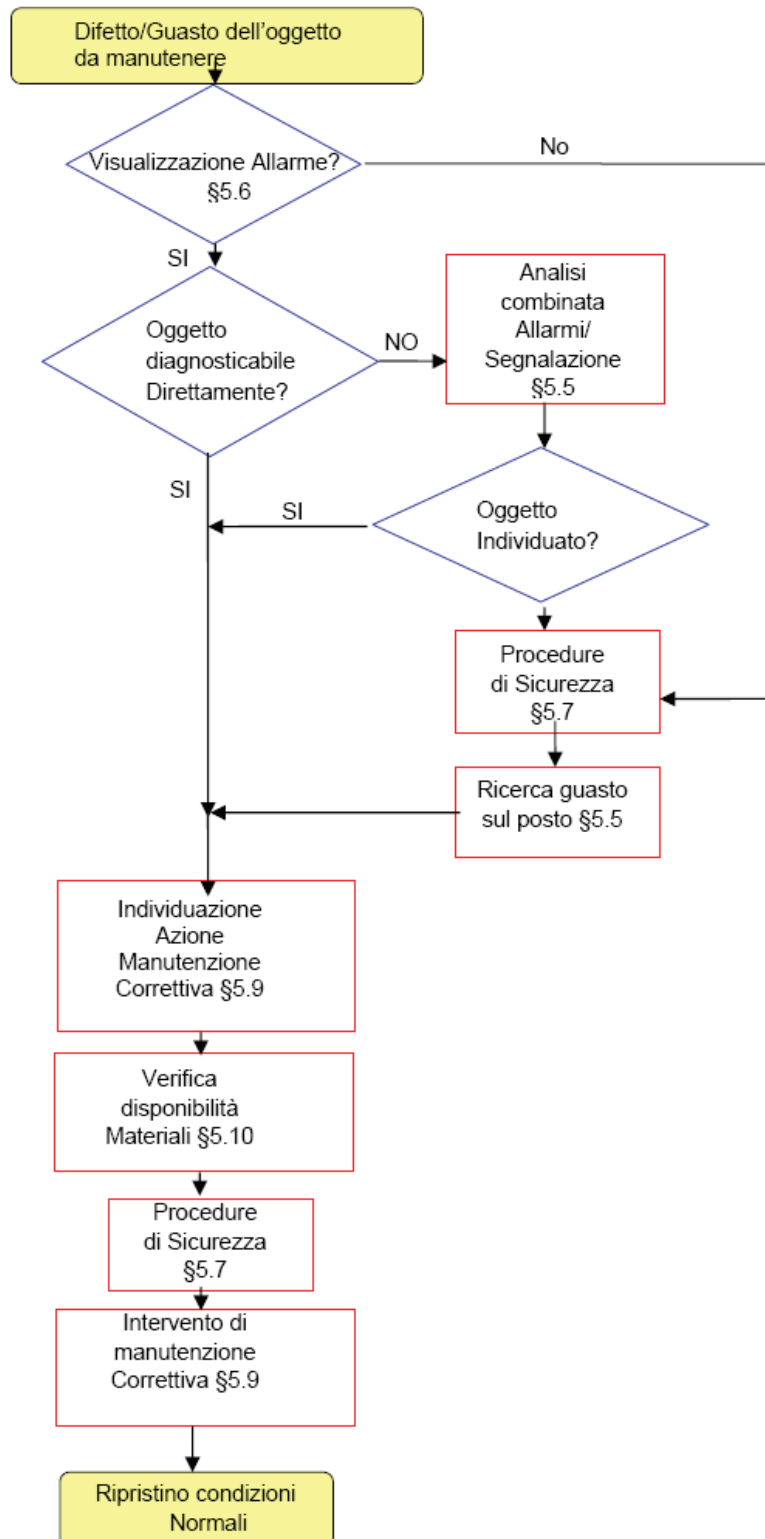 Difetto/Guasto dell'oggetto
da manutenere
Visualizzazione Allarme?
§5.6
No
SI
Oggetto
diagnosticabile
Direttamente?
NO
Analisi
combinata
Allarmi/
Segnalazione
§5.5
SI
SI
Oggetto
Individuato?
Procedure
di Sicurezza
§5.7
Ricerca guasto
sul posto §5.5
Individuazione
Azione
Manutenzione
Correttiva §5.9
Verifica
disponibilità
Materiali §5.10
Procedure
di Sicurezza
§5.7
Intervento di
manutenzione
Correttiva §5.9
Ripristino condizioni
Normali